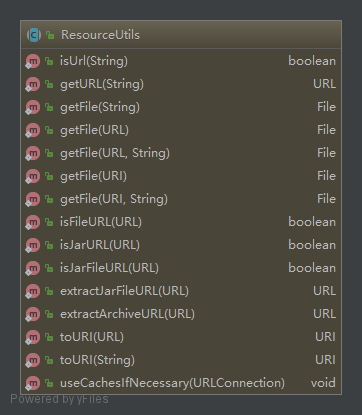 ResourceUtils
isUrl(String) boolean
getURL(String) URL
getFile(String) File
getFile(URL) File
getFile(URL, String) File
getFile(URI) File
getFile(URI, String) File
isFileURL(URL) boolean
isJarURL(URL) boolean
isJarFileURL(URL) boolean
extractJarFileURL(URL) URL
extractArchiveURL(URL) URL
toURI(URL) URI
toURI(String) URI
useCachesIfNecessary(URLConnection) void
Powered by yFiles